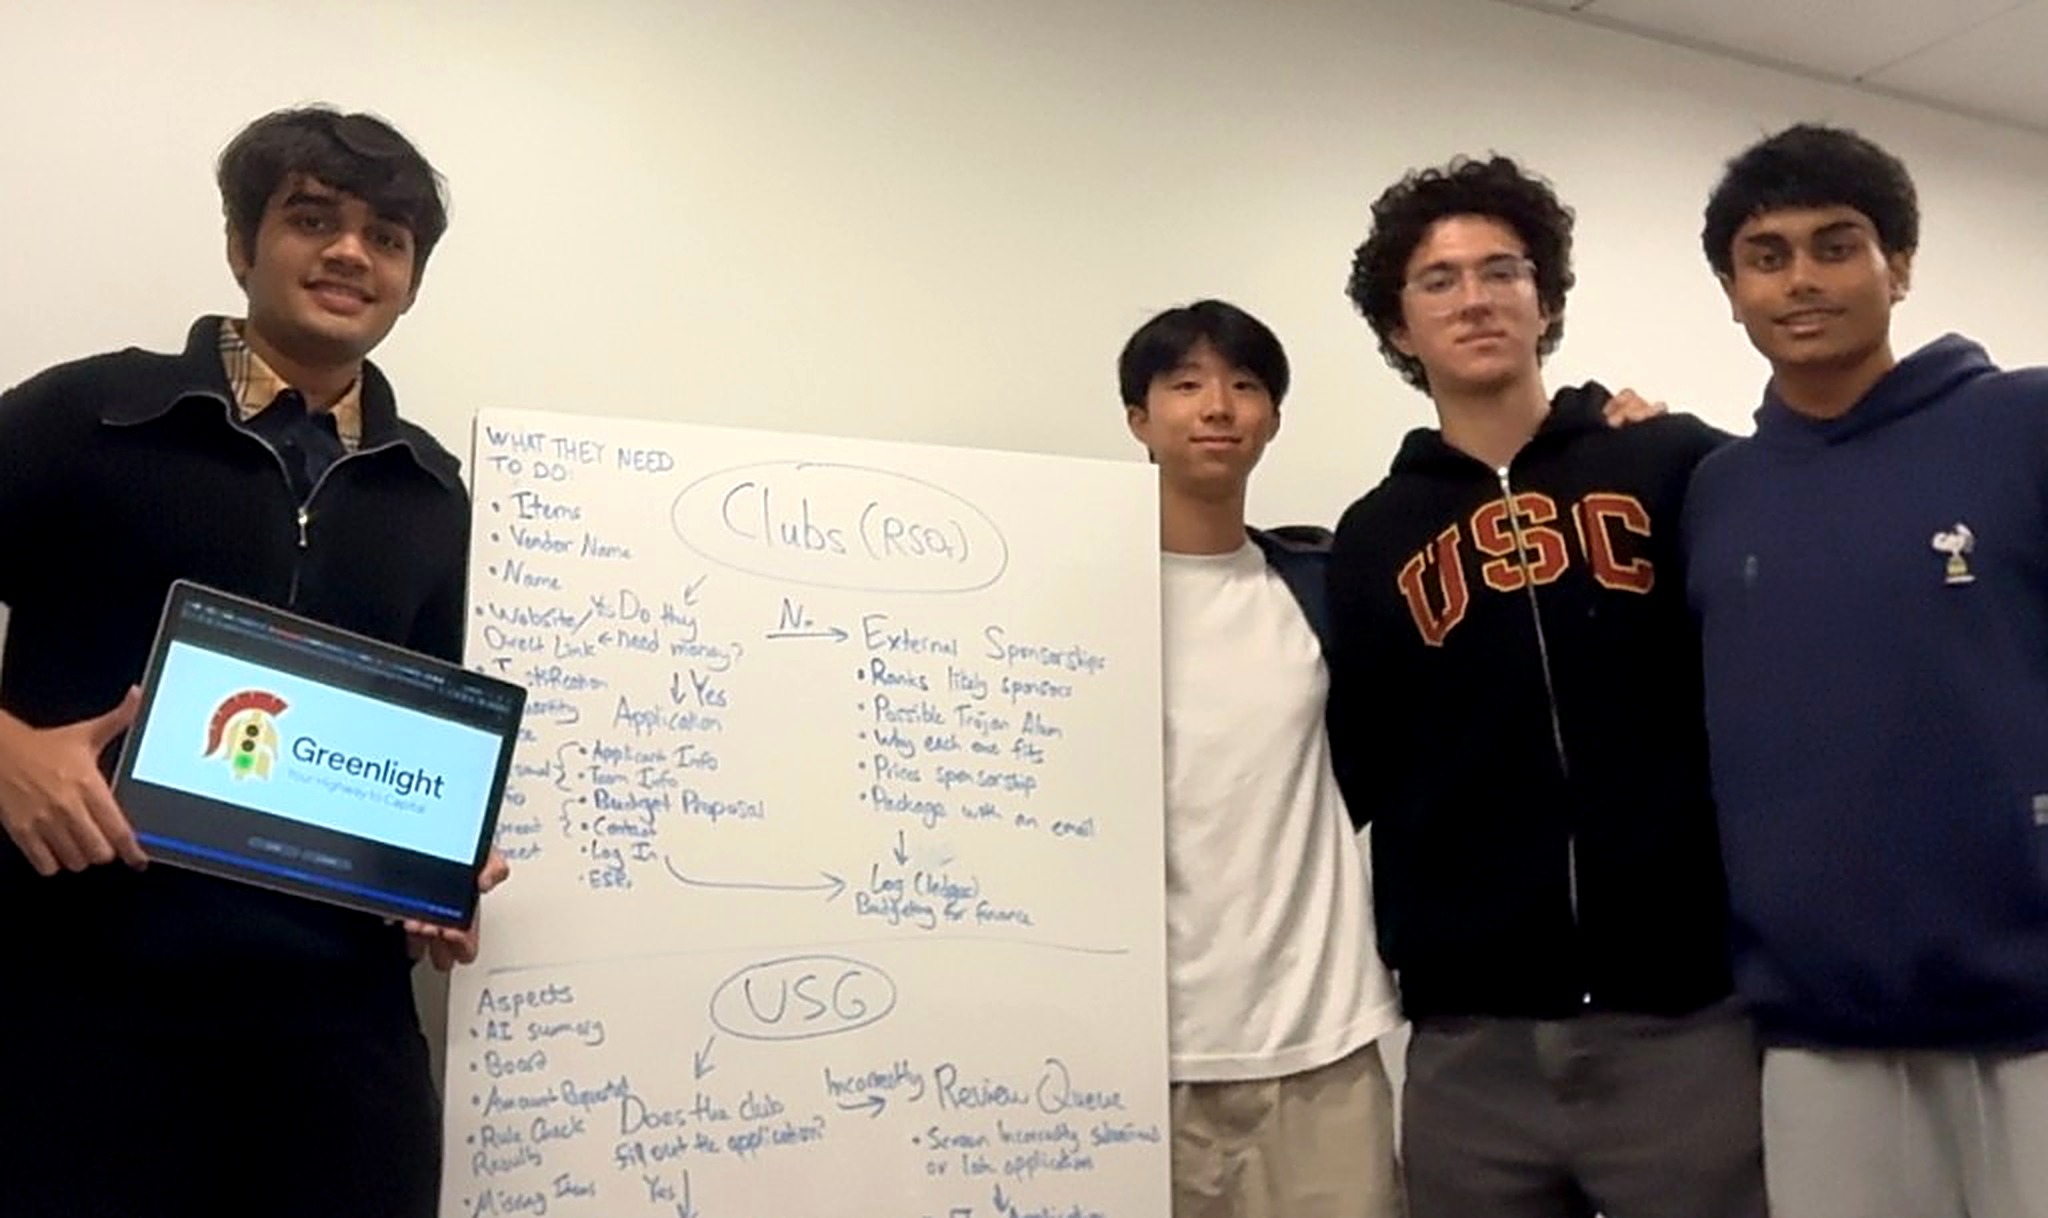 WHAT THEY NEED
TO DO:
• Items
• Vendor Name
• Name
• Website/
Direct Link
Clubs (RSOs)
Yes Do they
need money?
Yes
Application
• Applicant Info
• Team Info
• Budget Proposal
• Contact
• Log In
No
External Sponsorships
• Ranks likely sponsors
• Possible Trojan Alum
• Why each one fits
• Prices sponsorship
• Package with an email
Log (ledger)
Budgeting for finance
Greenlight
Your Highway to Capital
USC
USG
Aspects
• AI summary
• Amount Requested
• Rule Check
Results
• Missing Items
Does the club
fill out the application?
Yes
Incorrectly
Review Queue
• Screen Incorrectly submitted
or late application
Application